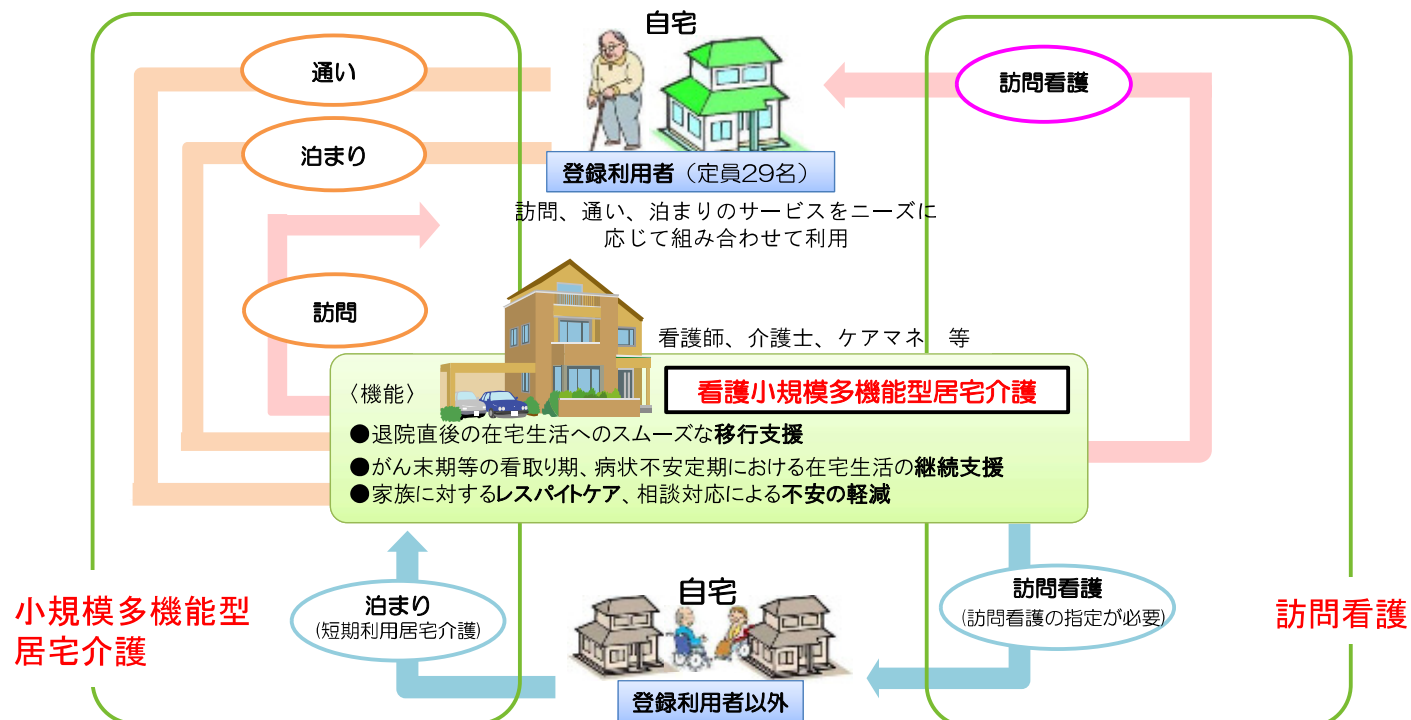 自宅
通い
訪問看護
泊まり
登録利用者（定員29名）
訪問、通い、泊まりのサービスをニーズに
応じて組み合わせて利用
訪問
看護師、介護士、ケアマネ 等
〈機能〉
看護小規模多機能型居宅介護
●退院直後の在宅生活へのスムーズな移行支援
●がん末期等の看取り期、病状不安定期における在宅生活の継続支援
●家族に対するレスパイトケア、相談対応による不安の軽減
自宅
泊まり
(短期利用居宅介護)
訪問看護
(訪問看護の指定が必要)
小規模多機能型
居宅介護
訪問看護
登録利用者以外